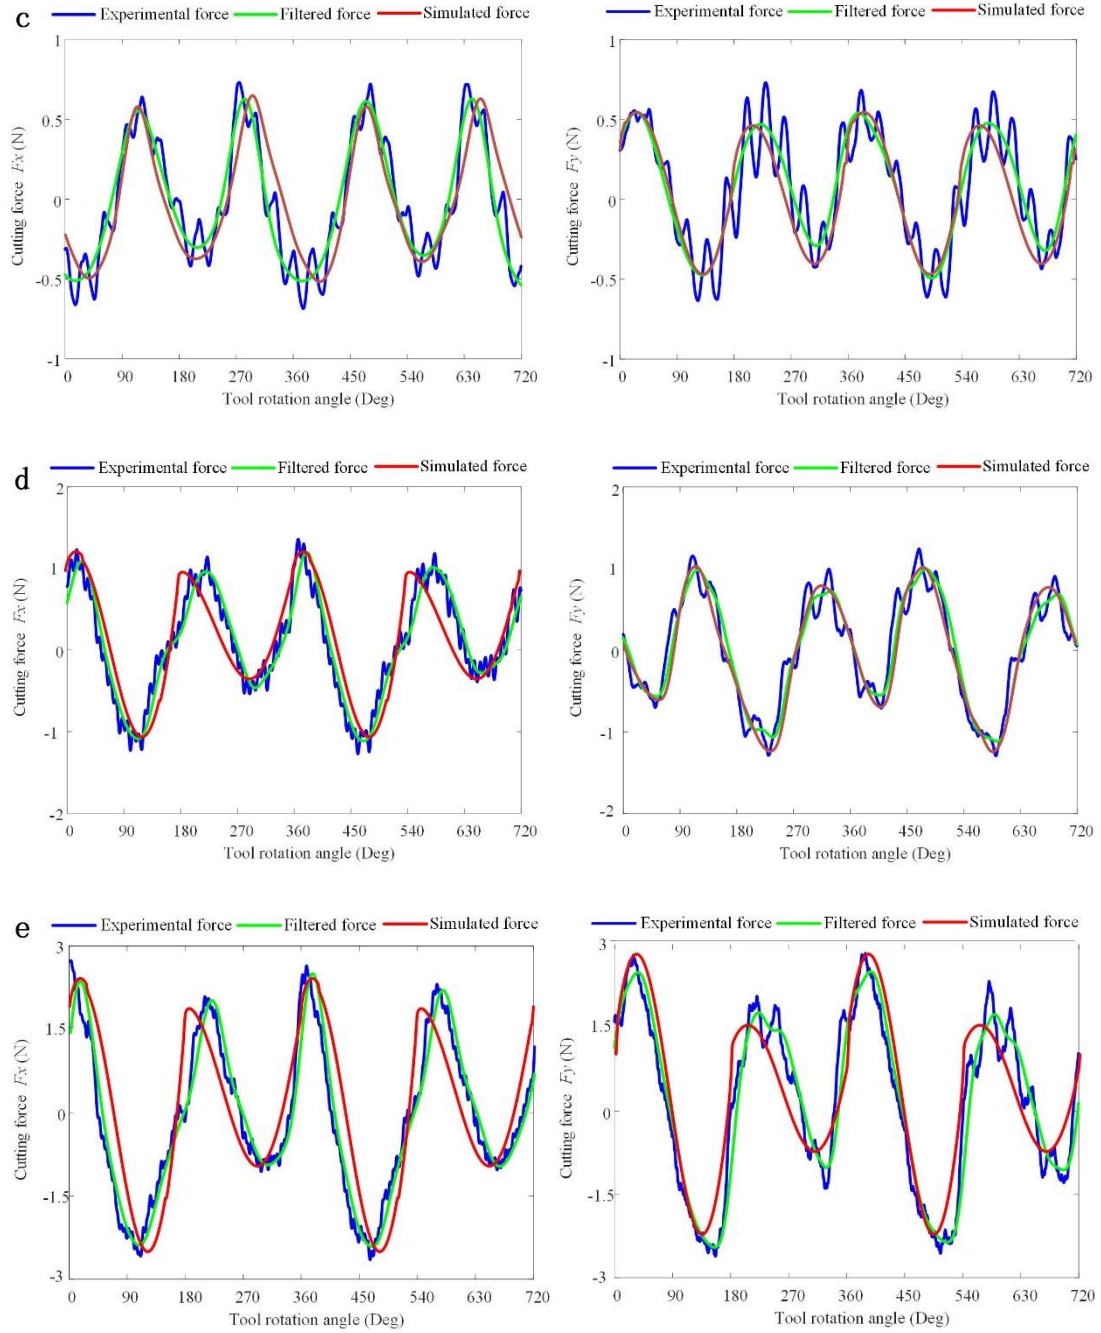 c
Experimental force Filtered force Simulated force
1
0.5
0
-0.5
-1
Cutting force Fx (N)
0 90 180 270 360 450 540 630 720
Tool rotation angle (Deg)
Experimental force Filtered force Simulated force
1
0.5
0
-0.5
-1
Cutting force Fy (N)
0 90 180 270 360 450 540 630 720
Tool rotation angle (Deg)
d
Experimental force Filtered force Simulated force
2
1
0
-1
-2
Cutting force Fx (N)
0 90 180 270 360 450 540 630 720
Tool rotation angle (Deg)
Experimental force Filtered force Simulated force
2
1
0
-1
-2
Cutting force Fy (N)
0 90 180 270 360 450 540 630 720
Tool rotation angle (Deg)
e
Experimental force Filtered force Simulated force
3
1.5
0
-1.5
-3
Cutting force Fx (N)
0 90 180 270 360 450 540 630 720
Tool rotation angle (Deg)
Experimental force Filtered force Simulated force
3
1.5
0
-1.5
-3
Cutting force Fy (N)
0 90 180 270 360 450 540 630 720
Tool rotation angle (Deg)